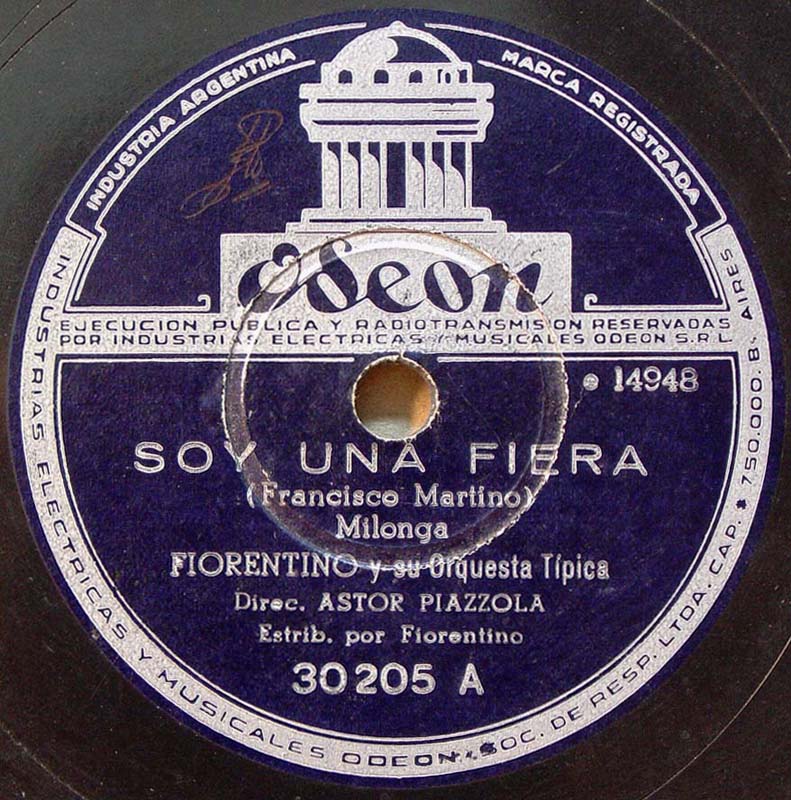 INDUSTRIA ARGENTINA
MARCA REGISTRADA
Odeon
EJECUCION PUBLICA Y RADIOTRANSMISION RESERVADAS
POR INDUSTRIAS ELECTRICAS Y MUSICALES ODEON S.R.L
14948
SOY UNA FIERA
(Francisco Martino)
Milonga
FIORENTINO y su Orquesta Típica
Direc. ASTOR PIAZZOLA
Estrib. por Fiorentino
30205 A
INDUSTRIAS ELECTRICAS Y MUSICALES ODEON, SOC. DE RESP. LTDA. CAP. $ 750.000. B. AIRES